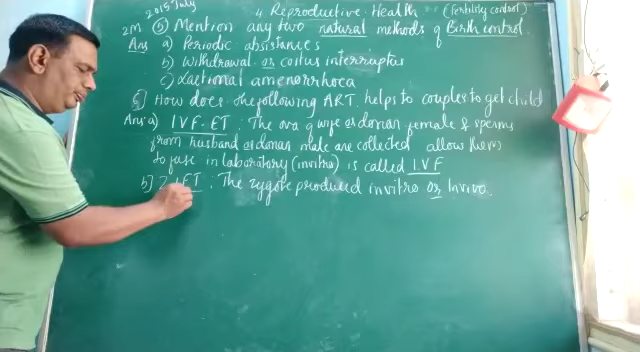 2015 July
4 Reproductive Health (Fertility control)
2M ⑤ Mention any two natural methods of Birth control.
Ans a) Periodic absistances
b) Withdrawal or coitus interruptus
c) Lactional amenorrhoea
⑥ How does the following ART helps to couples to get child
Ans: a) IVF-ET: The ova of wife or donar female & sperms
from husband or donar male are collected allow them
to fuse in laboratory (invitro) is called IVF
b) ET: The zygote produced invitro or Invivo.